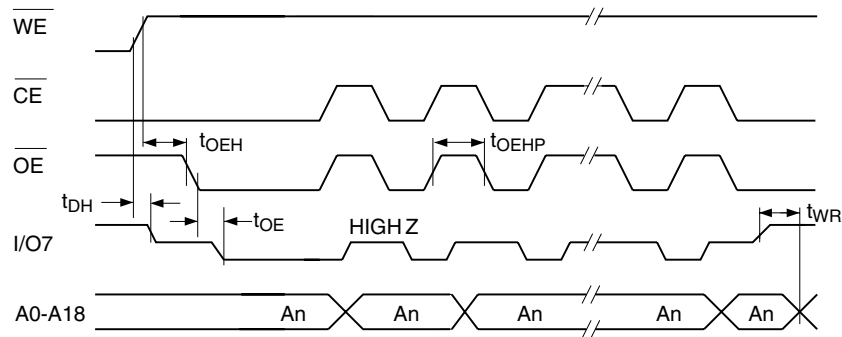 WE
CE
tOEH
tOEHP
OE
tDH
tOE
tWR
I/O7
HIGH Z
A0-A18
An
An
An
An
An